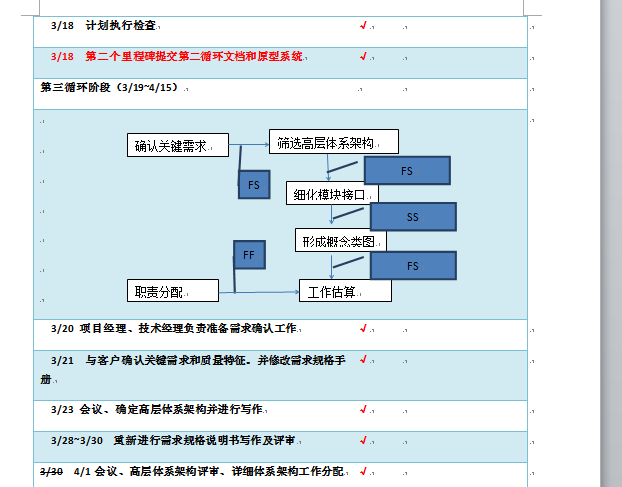 3/18 计划执行检查 √
3/18 第二个里程碑提交第二循环文档和原型系统 √
第三循环阶段（3/19~4/15）
确认关键需求
筛选高层体系架构
FS
FS
细化模块接口
SS
形成概念类图
FF
FS
职责分配
工作估算
3/20 项目经理、技术经理负责准备需求确认工作 √
3/21 与客户确认关键需求和质量特征。并修改需求规格手 √
册
3/23 会议、确定高层体系架构并进行写作 √
3/28~3/30 重新进行需求规格说明书写作及评审 √
3/30 4/1 会议、高层体系架构评审、详细体系架构工作分配 √